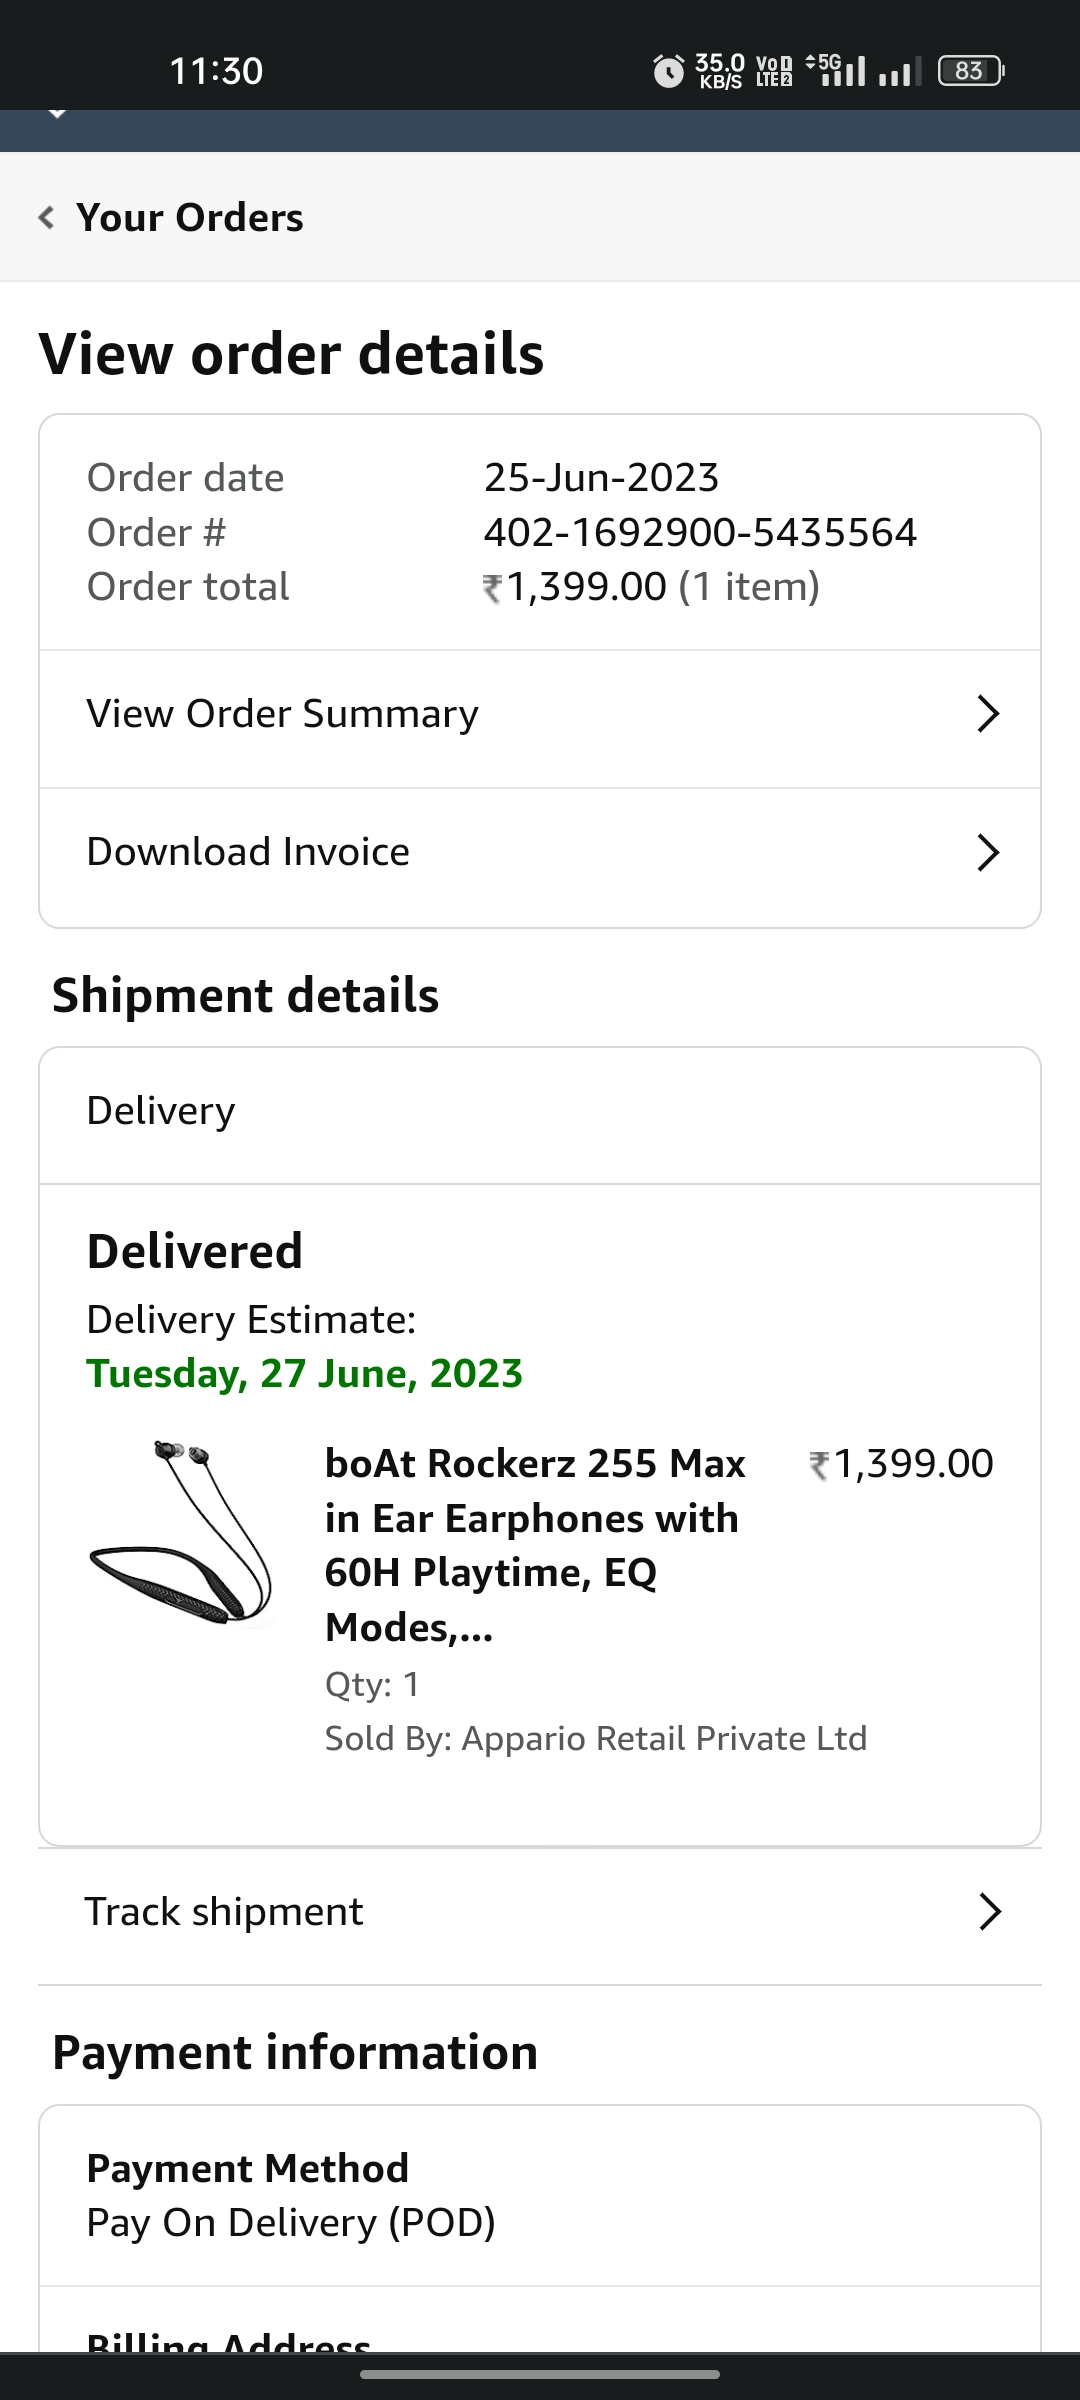 11:30
35.0
KB/S
VoD
LTE 2
5G
83
Your Orders
View order details
Order date 25-Jun-2023
Order # 402-1692900-5435564
Order total ₹1,399.00 (1 item)
View Order Summary
Download Invoice
Shipment details
Delivery
Delivered
Delivery Estimate:
Tuesday, 27 June, 2023
boAt Rockerz 255 Max ₹1,399.00
in Ear Earphones with
60H Playtime, EQ
Modes,...
Qty: 1
Sold By: Appario Retail Private Ltd
Track shipment
Payment information
Payment Method
Pay On Delivery (POD)
Billing Address